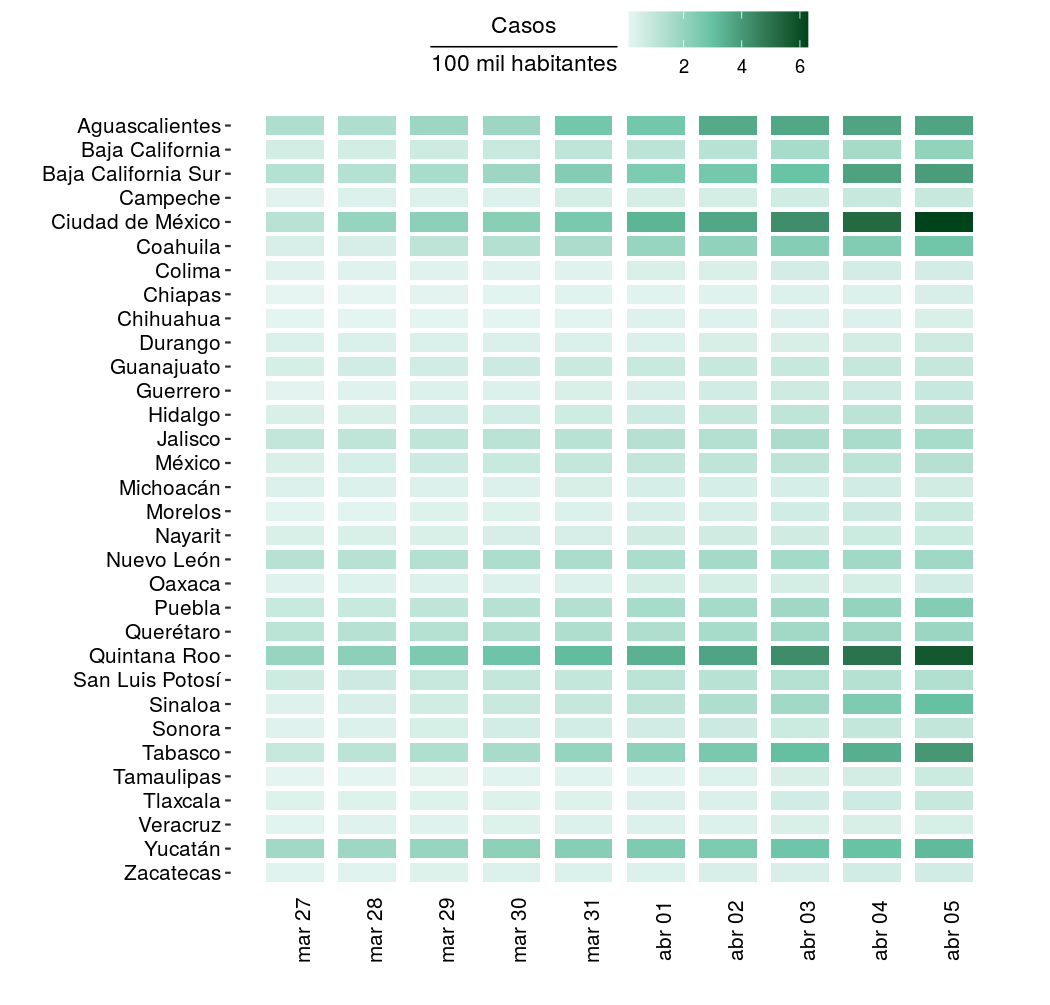 Casos
100 mil habitantes
2 4 6
Aguascalientes
Baja California
Baja California Sur
Campeche
Ciudad de México
Coahuila
Colima
Chiapas
Chihuahua
Durango
Guanajuato
Guerrero
Hidalgo
Jalisco
México
Michoacán
Morelos
Nayarit
Nuevo León
Oaxaca
Puebla
Querétaro
Quintana Roo
San Luis Potosí
Sinaloa
Sonora
Tabasco
Tamaulipas
Tlaxcala
Veracruz
Yucatán
Zacatecas
mar 27
mar 28
mar 29
mar 30
mar 31
abr 01
abr 02
abr 03
abr 04
abr 05